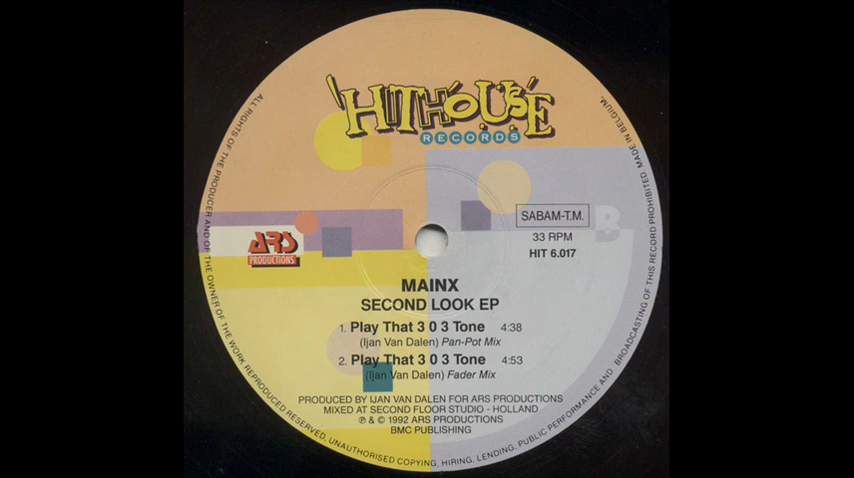 HITHOUSE
RECORDS
SABAM-T.M.
B
33 RPM
HIT 6.017
ARS
PRODUCTIONS
MAINX
SECOND LOOK EP
1. Play That 3 0 3 Tone 4:38
(Ijan Van Dalen) Pan-Pot Mix
2. Play That 3 0 3 Tone 4:53
(Ijan Van Dalen) Fader Mix
PRODUCED BY IJAN VAN DALEN FOR ARS PRODUCTIONS
MIXED AT SECOND FLOOR STUDIO - HOLLAND
℗ & © 1992 ARS PRODUCTIONS
BMC PUBLISHING
ALL RIGHTS OF THE PRODUCER AND OF THE OWNER OF THE WORK REPRODUCED RESERVED, UNAUTHORISED COPYING, HIRING, LENDING, PUBLIC PERFORMANCE AND BROADCASTING OF THIS RECORD PROHIBITED MADE IN BELGIUM.